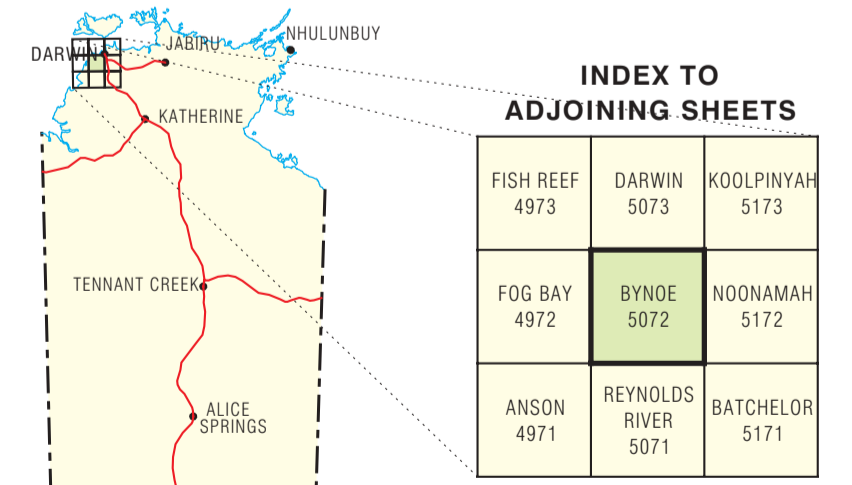 NHULUNBUY
JABIRU
DARWIN
KATHERINE
TENNANT CREEK
ALICE
SPRINGS
INDEX TO
ADJOINING SHEETS
FISH REEF
4973
DARWIN
5073
KOOLPINYAH
5173
FOG BAY
4972
BYNOE
5072
NOONAMAH
5172
ANSON
4971
REYNOLDS
RIVER
5071
BATCHELOR
5171